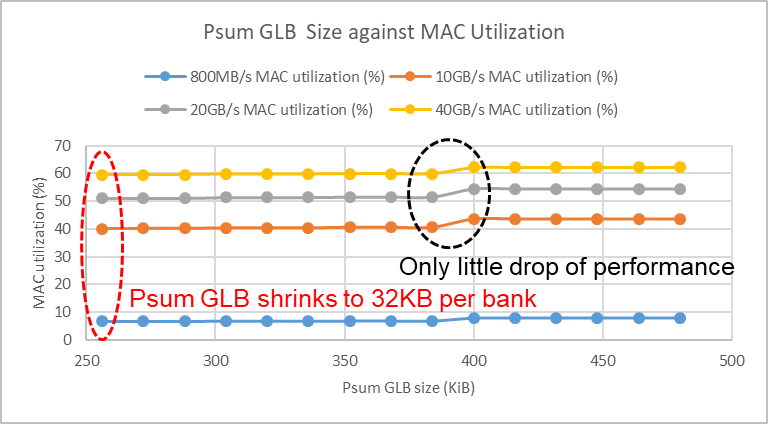 Psum GLB  Size against MAC Utilization
800MB/s MAC utilization (%)
10GB/s MAC utilization (%)
20GB/s MAC utilization (%)
40GB/s MAC utilization (%)
70
60
50
40
30
20
10
0
MAC utilization (%)
Only little drop of performance
Psum GLB shrinks to 32KB per bank
250
300
350
400
450
500
Psum GLB size (KiB)